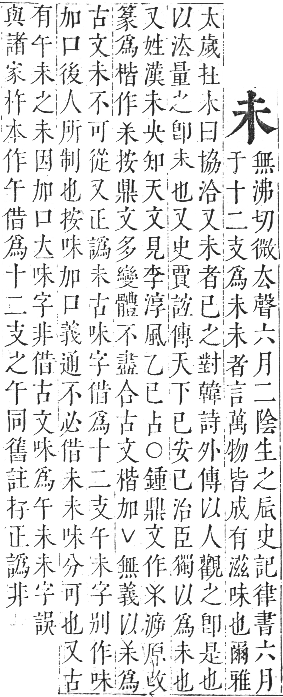 未
無沸切微去聲六月二陰生之辰史記律書六月
于十二支爲未未者言萬物皆成有滋味也爾雅
太歲在未曰協洽又未者已之對韓詩外傳以人觀之卽是也
以法量之卽未也又史賈誼傳天下已安已治臣獨以爲未也
又姓漢未央知天文見李淳風乙巳占○鍾鼎文作 溯原改
篆爲楷作 按鼎文多變體不盡合古文楷加∨無義以 爲
古文未不可從又正譌未古味字借爲十二支午未字別作味
加口後人所制也按味加口義通不必借未未味分可也又古
有午未之未因加口 味字非借古文味爲午未未字誤
與諸家杵本作午借爲十二支之午同舊註 正譌非